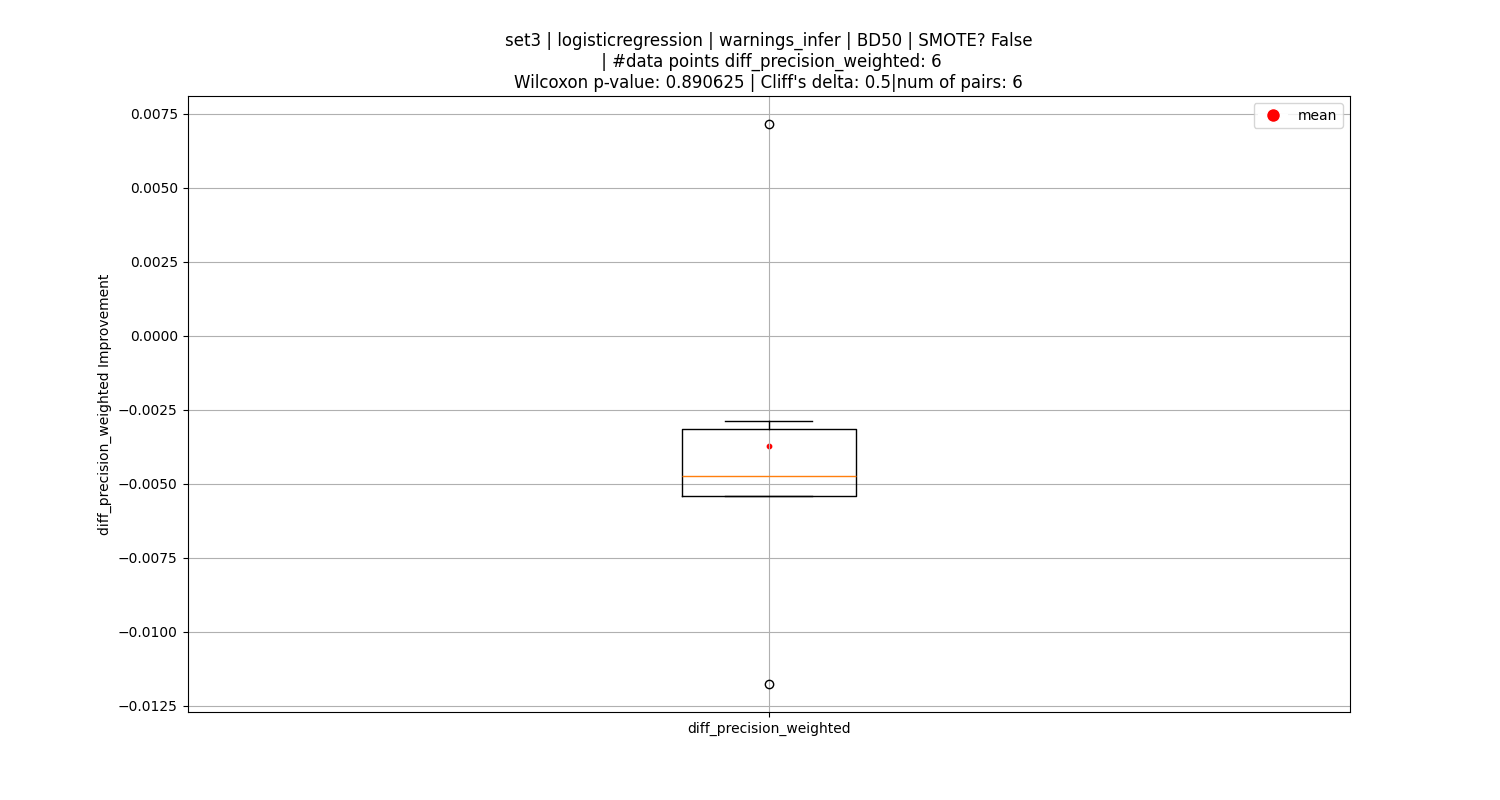 set3 | logisticregression | warnings_infer | BD50 | SMOTE? False
| #data points diff_precision_weighted: 6
Wilcoxon p-value: 0.890625 | Cliff's delta: 0.5|num of pairs: 6
mean
0.0075
0.0050
0.0025
0.0000
−0.0025
−0.0050
−0.0075
−0.0100
−0.0125
diff_precision_weighted Improvement
diff_precision_weighted